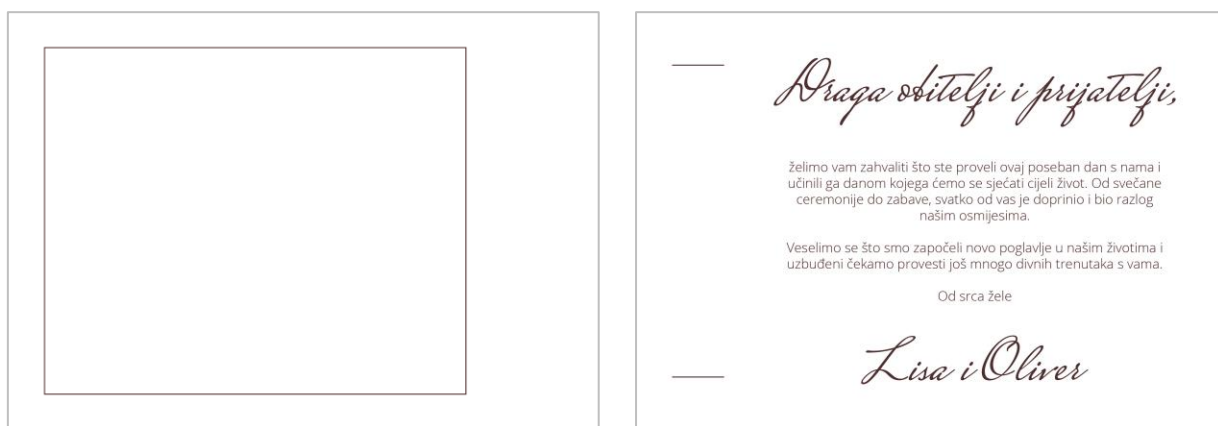 Draga obitelji i prijatelji,
želimo vam zahvaliti što ste proveli ovaj poseban dan s nama i
učinili ga danom kojega ćemo se sjećati cijeli život. Od svečane
ceremonije do zabave, svatko od vas je doprinio i bio razlog
našim osmijesima.
Veselimo se što smo započeli novo poglavlje u našim životima i
uzbuđeni čekamo provesti još mnogo divnih trenutaka s vama.
Od srca žele
Lisa i Oliver